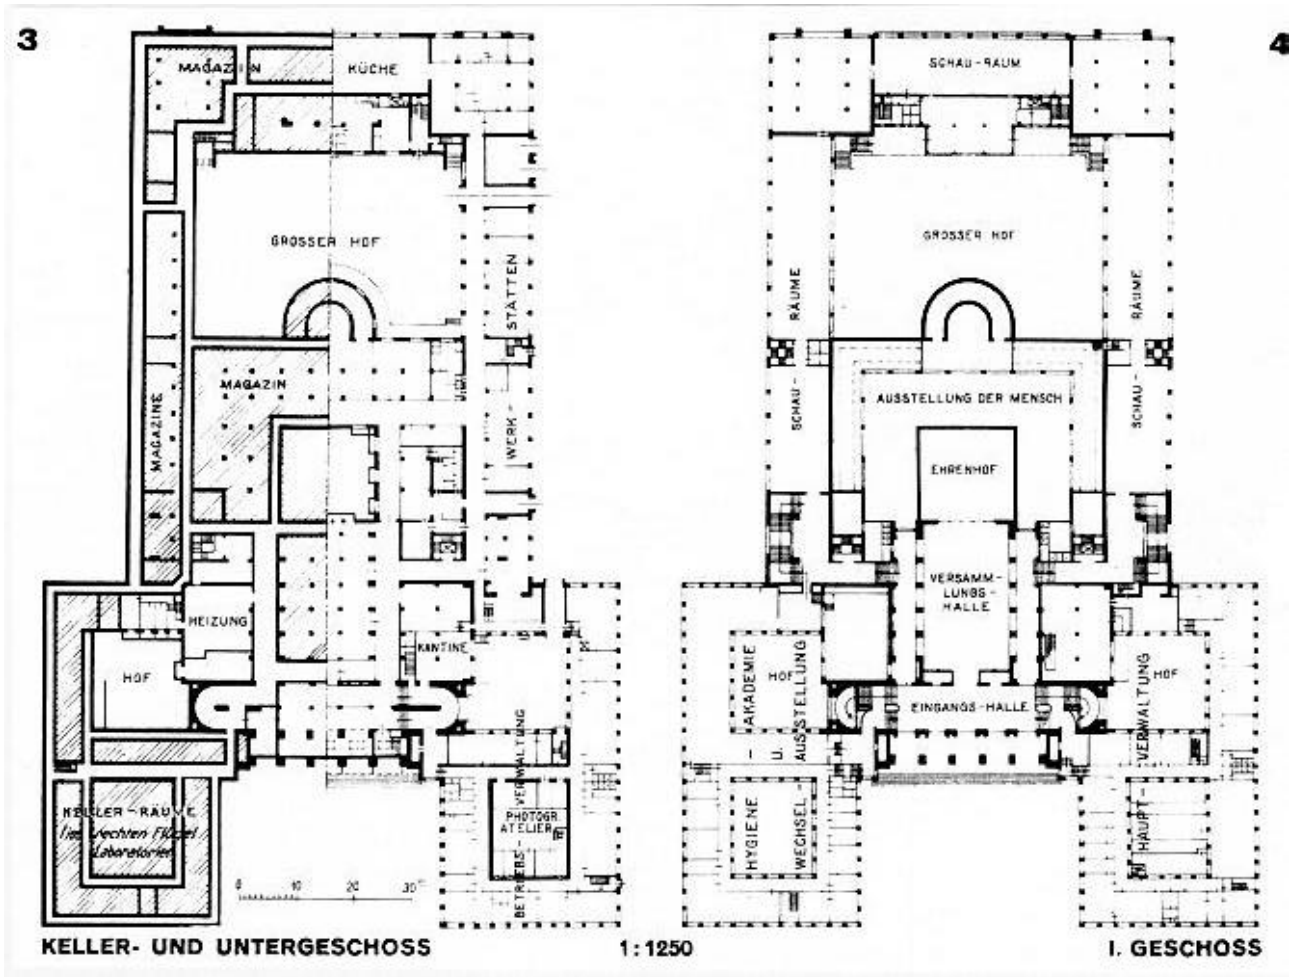 3
4
MAGAZIN
KÜCHE
GROSSER HOF
STÄTTEN
MAGAZIN
MAGAZINE
WERK-
HEIZUNG
KANTINE
HOF
BETRIEBS-VERWALTUNG
KELLER-RÄUME
PHOTOGR.
ATELIER
Laboratorien
0 10 20 30 m
KELLER- UND UNTERGESCHOSS
1:1250
SCHAU-RAUM
GROSSER HOF
RÄUME
RÄUME
SCHAU-
SCHAU-
AUSSTELLUNG DER MENSCH
EHRENHOF
VERSAMM-
LUNGS-
HALLE
HOF
HOF
EINGANGS-HALLE
HYGIENE-AKADEMIE
U.
WECHSEL-AUSSTELLUNG
HAUPT-VERWALTUNG
I. GESCHOSS